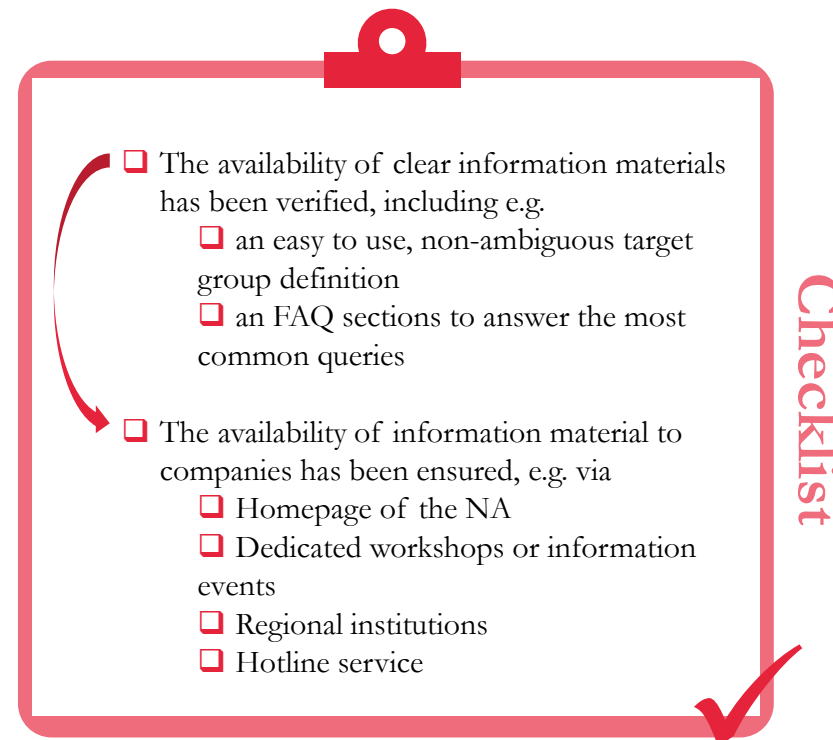 ❑ The availability of clear information materials
has been verified, including e.g.
❑ an easy to use, non-ambiguous target
group definition
❑ an FAQ sections to answer the most
common queries
❑ The availability of information material to
companies has been ensured, e.g. via
❑ Homepage of the NA
❑ Dedicated workshops or information
events
❑ Regional institutions
❑ Hotline service
Checklist